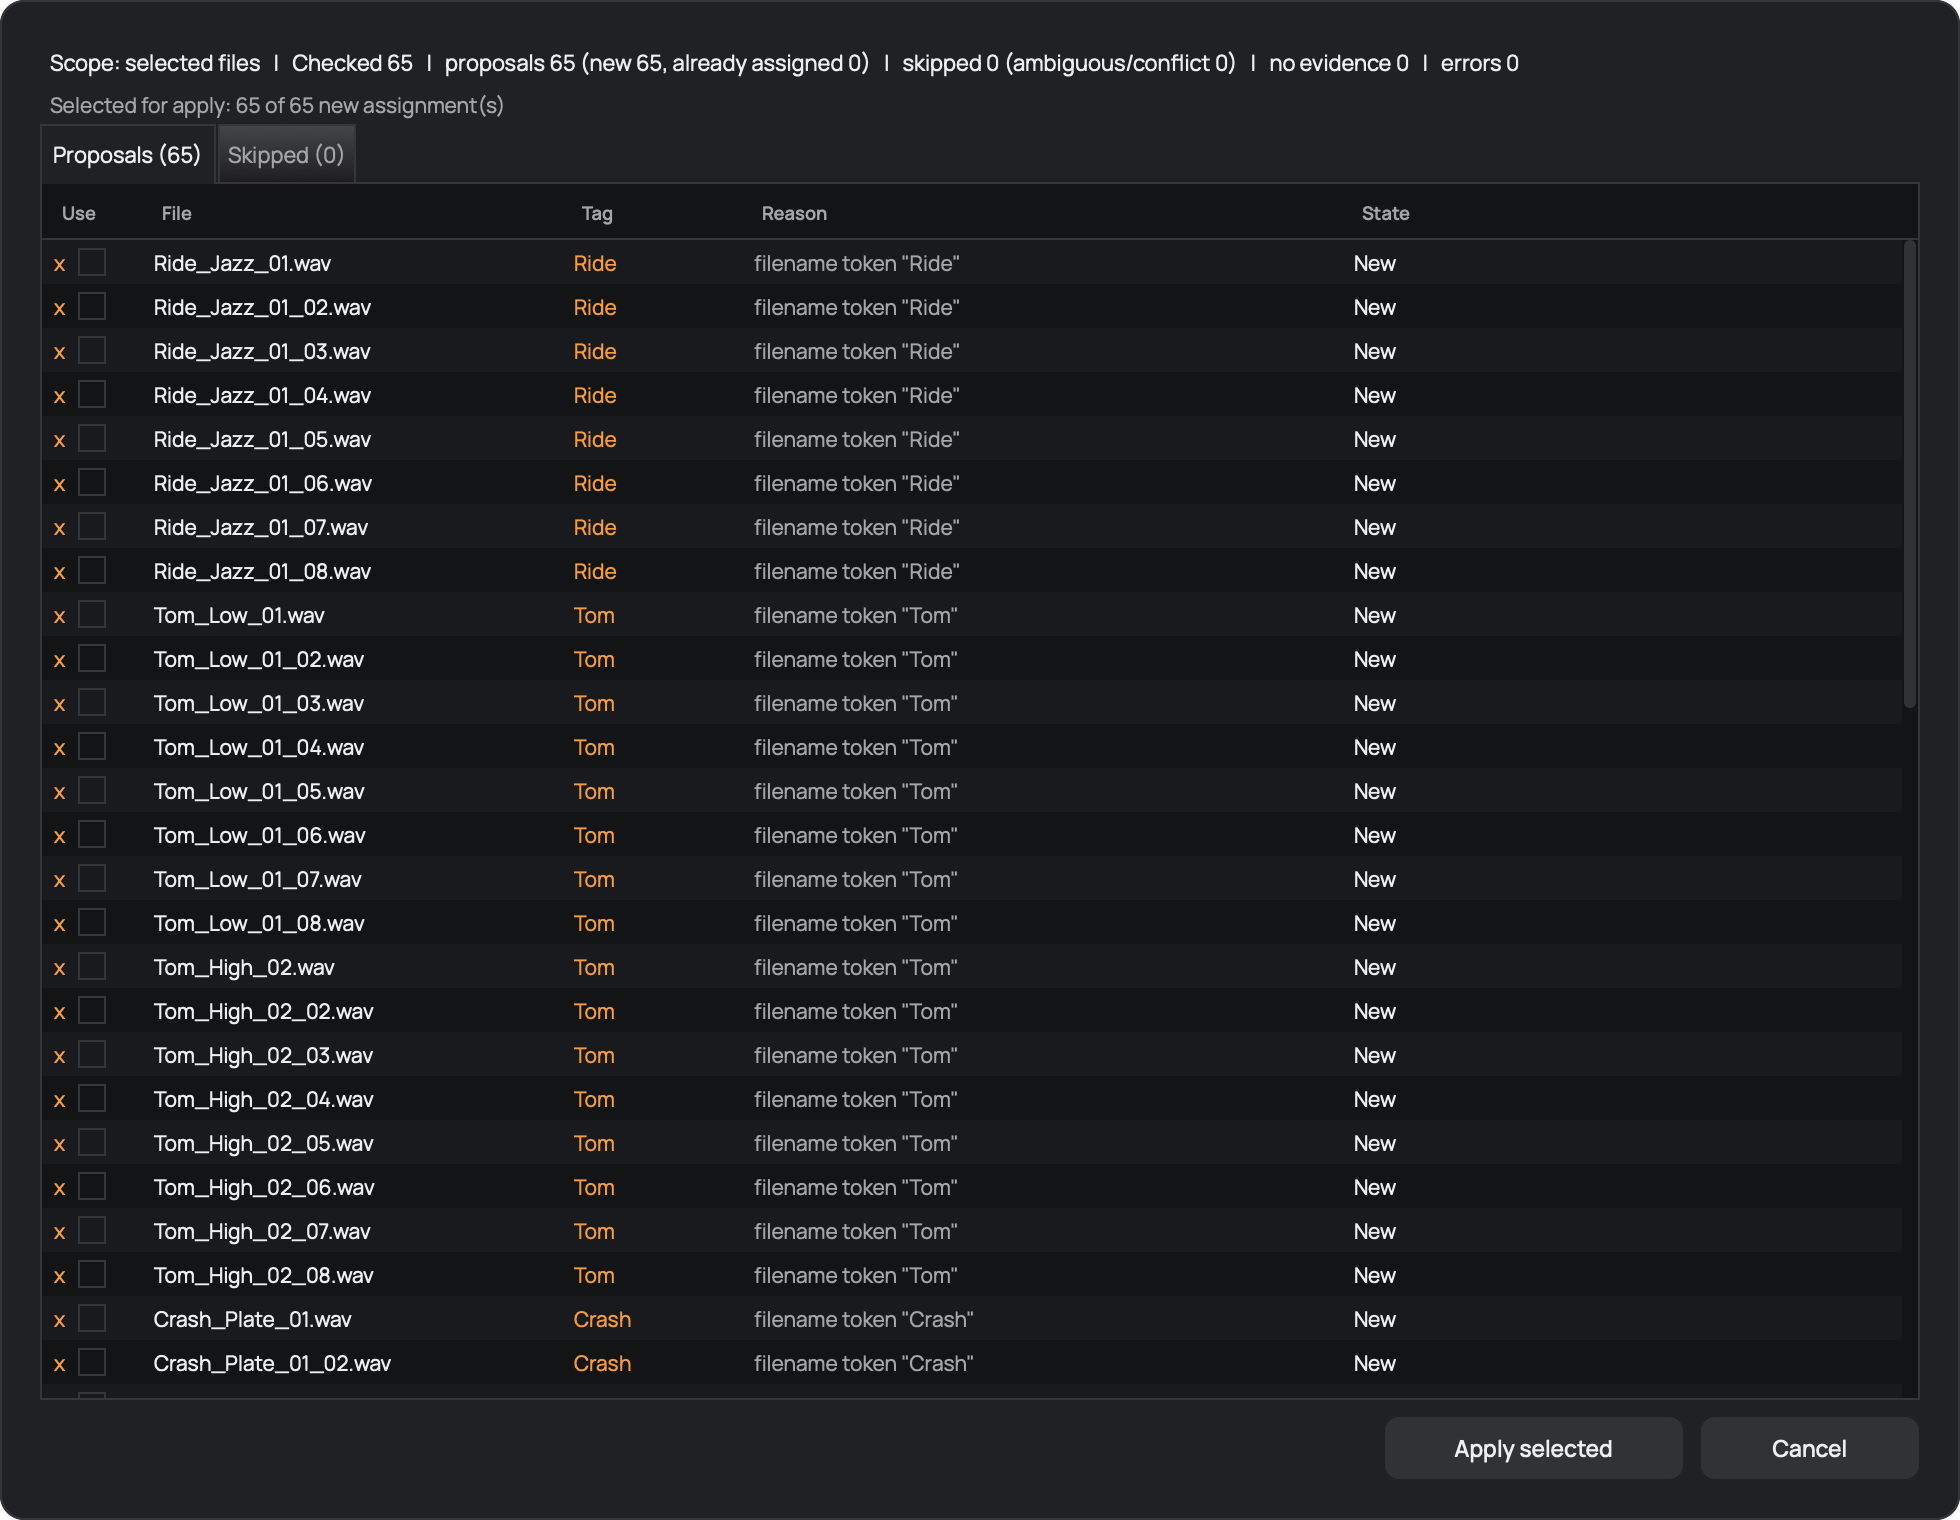 Scope: selected files | Checked 65 | proposals 65 (new 65, already assigned 0) | skipped 0 (ambiguous/conflict 0) | no evidence 0 | errors 0
Selected for apply: 65 of 65 new assignment(s)
Proposals (65) Skipped (0)
Use File Tag Reason State
x Ride_Jazz_01.wav Ride filename token "Ride" New
x Ride_Jazz_01_02.wav Ride filename token "Ride" New
x Ride_Jazz_01_03.wav Ride filename token "Ride" New
x Ride_Jazz_01_04.wav Ride filename token "Ride" New
x Ride_Jazz_01_05.wav Ride filename token "Ride" New
x Ride_Jazz_01_06.wav Ride filename token "Ride" New
x Ride_Jazz_01_07.wav Ride filename token "Ride" New
x Ride_Jazz_01_08.wav Ride filename token "Ride" New
x Tom_Low_01.wav Tom filename token "Tom" New
x Tom_Low_01_02.wav Tom filename token "Tom" New
x Tom_Low_01_03.wav Tom filename token "Tom" New
x Tom_Low_01_04.wav Tom filename token "Tom" New
x Tom_Low_01_05.wav Tom filename token "Tom" New
x Tom_Low_01_06.wav Tom filename token "Tom" New
x Tom_Low_01_07.wav Tom filename token "Tom" New
x Tom_Low_01_08.wav Tom filename token "Tom" New
x Tom_High_02.wav Tom filename token "Tom" New
x Tom_High_02_02.wav Tom filename token "Tom" New
x Tom_High_02_03.wav Tom filename token "Tom" New
x Tom_High_02_04.wav Tom filename token "Tom" New
x Tom_High_02_05.wav Tom filename token "Tom" New
x Tom_High_02_06.wav Tom filename token "Tom" New
x Tom_High_02_07.wav Tom filename token "Tom" New
x Tom_High_02_08.wav Tom filename token "Tom" New
x Crash_Plate_01.wav Crash filename token "Crash" New
x Crash_Plate_01_02.wav Crash filename token "Crash" New
Apply selected Cancel